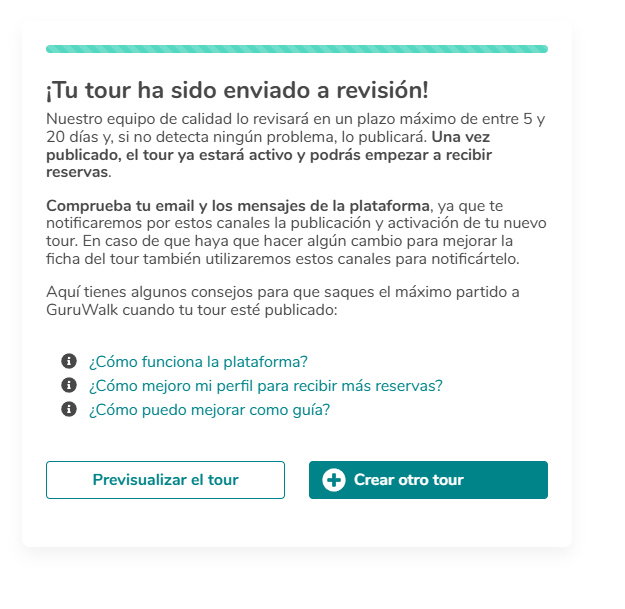 ¡Tu tour ha sido enviado a revisión!
Nuestro equipo de calidad lo revisará en un plazo máximo de entre 5 y
20 días y, si no detecta ningún problema, lo publicará. Una vez
publicado, el tour ya estará activo y podrás empezar a recibir
reservas.
Comprueba tu email y los mensajes de la plataforma, ya que te
notificaremos por estos canales la publicación y activación de tu nuevo
tour. En caso de que haya que hacer algún cambio para mejorar la
ficha del tour también utilizaremos estos canales para notificártelo.
Aquí tienes algunos consejos para que saques el máximo partido a
GuruWalk cuando tu tour esté publicado:
¿Cómo funciona la plataforma?
¿Cómo mejoro mi perfil para recibir más reservas?
¿Cómo puedo mejorar como guía?
Previsualizar el tour
Crear otro tour